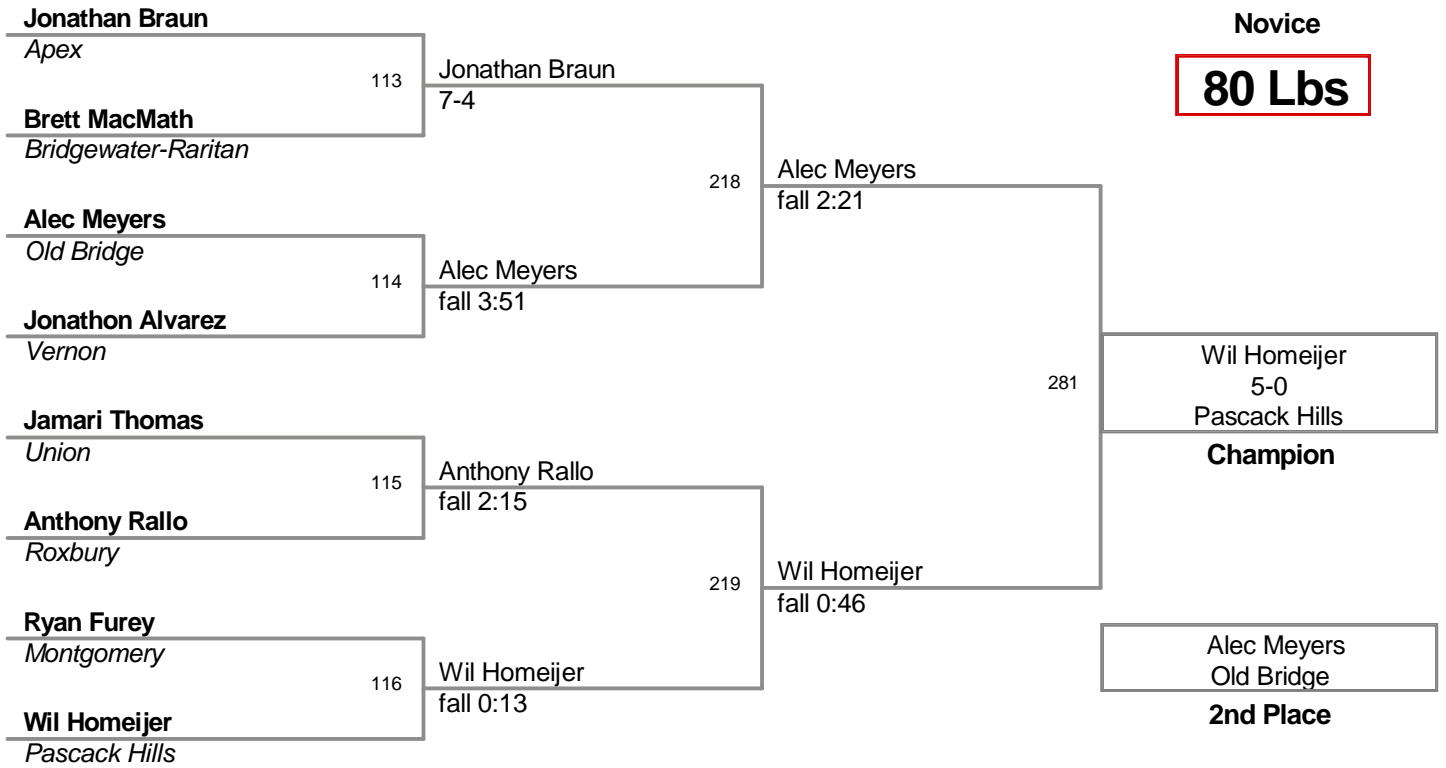 Jonathan Braun
Apex
Novice
113
Jonathan Braun
7-4
80 Lbs
Brett MacMath
Bridgewater-Raritan
218
Alec Meyers
fall 2:21
Alec Meyers
Old Bridge
114
Alec Meyers
fall 3:51
Jonathon Alvarez
Vernon
281
Wil Homeijer
5-0
Pascack Hills
Champion
Jamari Thomas
Union
115
Anthony Rallo
fall 2:15
Anthony Rallo
Roxbury
219
Wil Homeijer
fall 0:46
Ryan Furey
Montgomery
116
Wil Homeijer
fall 0:13
Alec Meyers
Old Bridge
2nd Place
Wil Homeijer
Pascack Hills